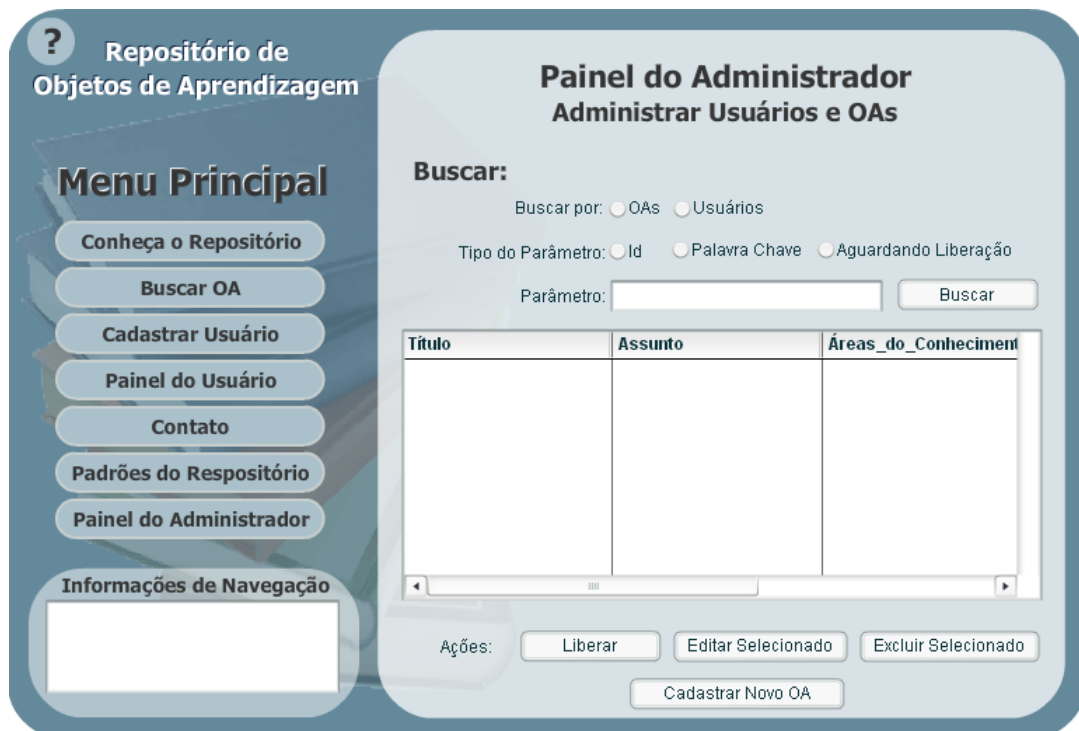 ?
Repositório de
Objetos de Aprendizagem
Menu Principal
Conheça o Repositório
Buscar OA
Cadastrar Usuário
Painel do Usuário
Contato
Padrões do Respositório
Painel do Administrador
Informações de Navegação
Painel do Administrador
Administrar Usuários e OAs
Buscar:
Buscar por: OAs Usuários
Tipo do Parâmetro: Id Palavra Chave Aguardando Liberação
Parâmetro: Buscar
Título Assunto Áreas_do_Conheciment
Ações: Liberar Editar Selecionado Excluir Selecionado
Cadastrar Novo OA